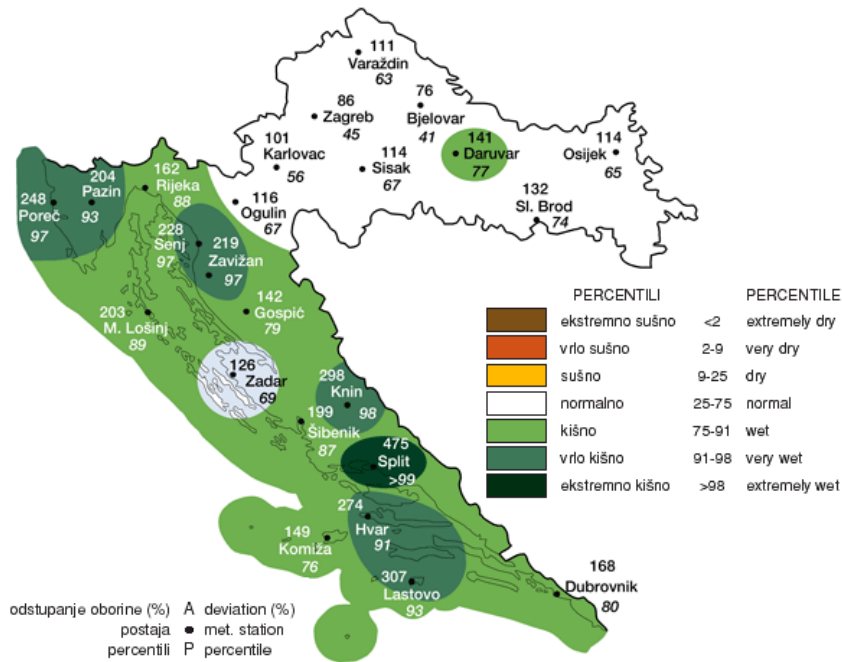 111
Varaždin
63
86
Zagreb
45
76
Bjelovar
41
101
Karlovac
56
114
Sisak
67
141
Daruvar
77
114
Osijek
65
132
Sl. Brod
74
116
Ogulin
67
204
Pazin
93
248
Poreč
97
162
Rijeka
88
228
Senj
97
219
Zavižan
97
142
Gospić
79
203
M. Lošinj
89
126
Zadar
69
298
Knin
98
199
Šibenik
87
475
Split
>99
274
Hvar
91
149
Komiža
76
307
Lastovo
93
168
Dubrovnik
80
PERCENTILI PERCENTILE
ekstremno sušno <2 extremely dry
vrlo sušno 2-9 very dry
sušno 9-25 dry
normalno 25-75 normal
kišno 75-91 wet
vrlo kišno 91-98 very wet
ekstremno kišno >98 extremely wet
odstupanje oborine (%) A deviation (%)
postaja ● met. station
percentili P percentile